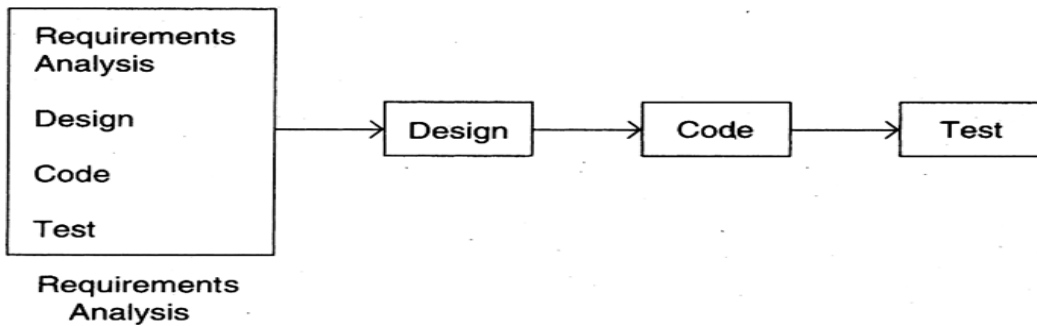 Requirements
Analysis
Design
Code
Test
Requirements
Analysis
Design
Code
Test